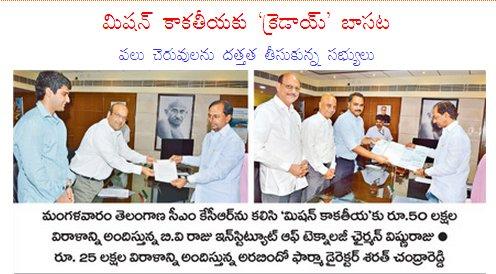 మిషన్ కాకతీయకు ‘క్రెడాయ్’ బాసట
పలు చెరువులను దత్తత తీసుకున్న సభ్యులు
మంగళవారం తెలంగాణ సీఎం కేసీఆర్‌ను కలిసి ‘మిషన్ కాకతీయ’కు రూ.50 లక్షల
విరాళాన్ని అందిస్తున్న బి.వి రాజు ఇన్‌స్టిట్యూట్ ఆఫ్ టెక్నాలజీ ఛైర్మన్ విష్ణురాజు ●
రూ. 25 లక్షల విరాళాన్ని అందిస్తున్న అరబిందో ఫార్మా డైరెక్టర్ శరత్ చంద్రారెడ్డి